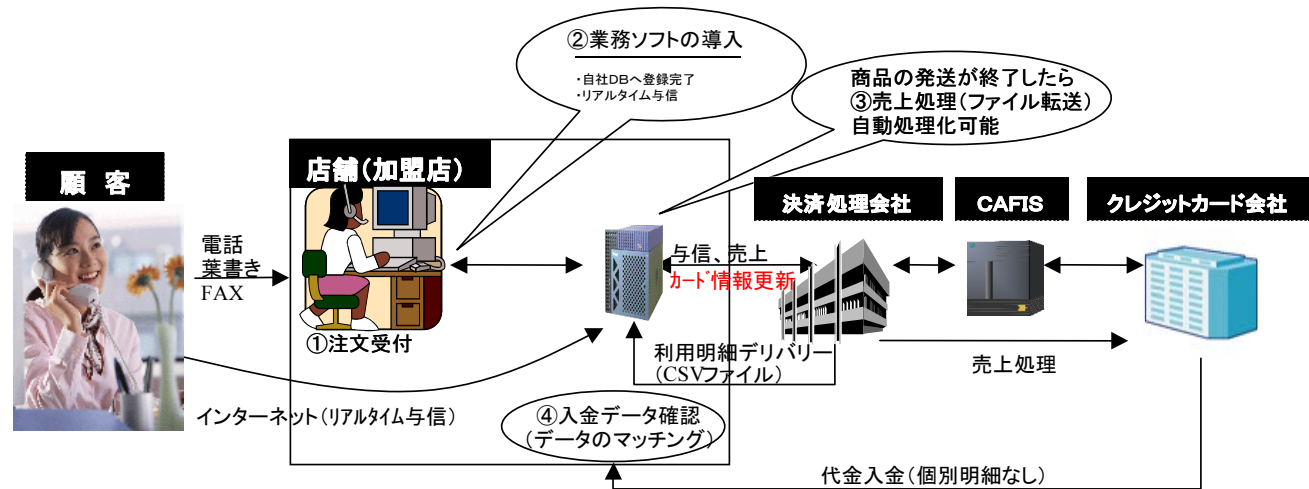 ②業務ソフトの導入
・自社DBへ登録完了
・リアルタイム与信
商品の発送が終了したら
③売上処理(ファイル転送)
自動処理化可能
顧 客
店舗(加盟店)
決済処理会社
CAFIS
クレジットカード会社
電話
葉書き
FAX
与信、売上
カード情報更新
①注文受付
利用明細デリバリー
(CSVファイル)
売上処理
インターネット(リアルタイム与信)
④入金データ確認
(データのマッチング)
代金入金(個別明細なし)